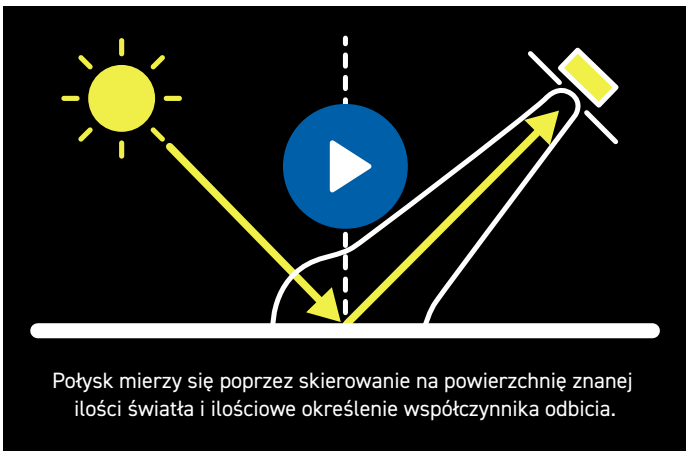 Połysk mierzy się poprzez skierowanie na powierzchnię znanej
ilości światła i ilościowe określenie współczynnika odbicia.